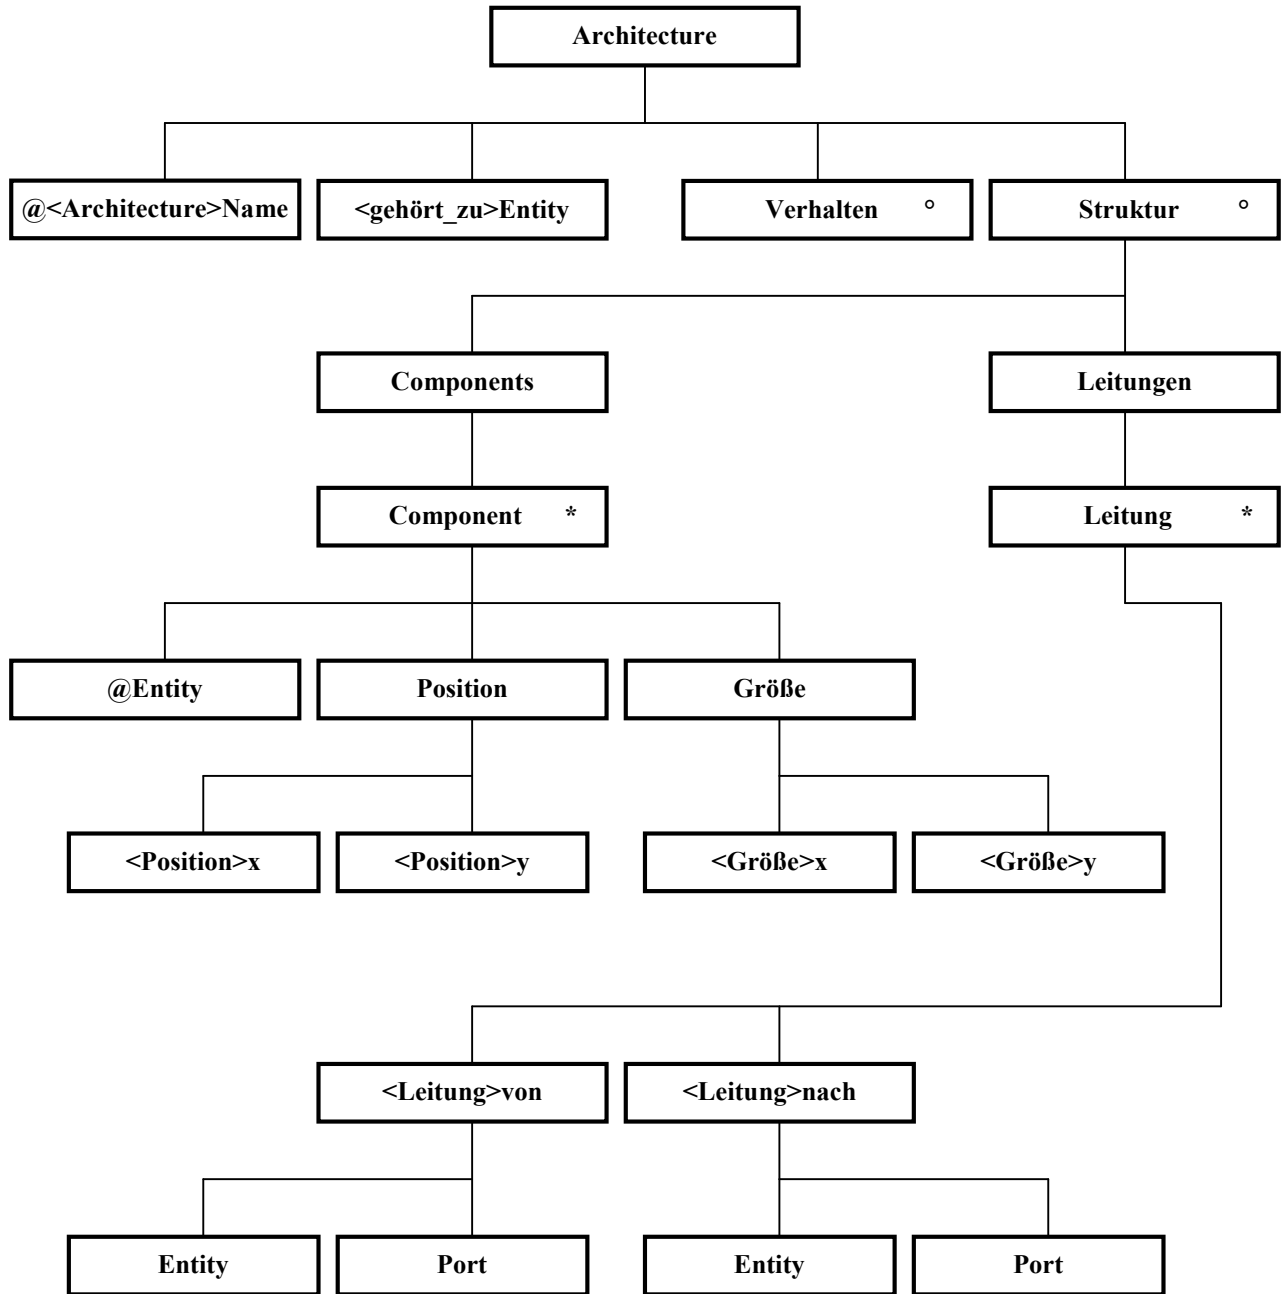 Architecture
@<Architecture>Name
<gehört_zu>Entity
Verhalten °
Struktur °
Components
Leitungen
Component *
Leitung *
@Entity
Position
Größe
<Position>x
<Position>y
<Größe>x
<Größe>y
<Leitung>von
<Leitung>nach
Entity
Port
Entity
Port